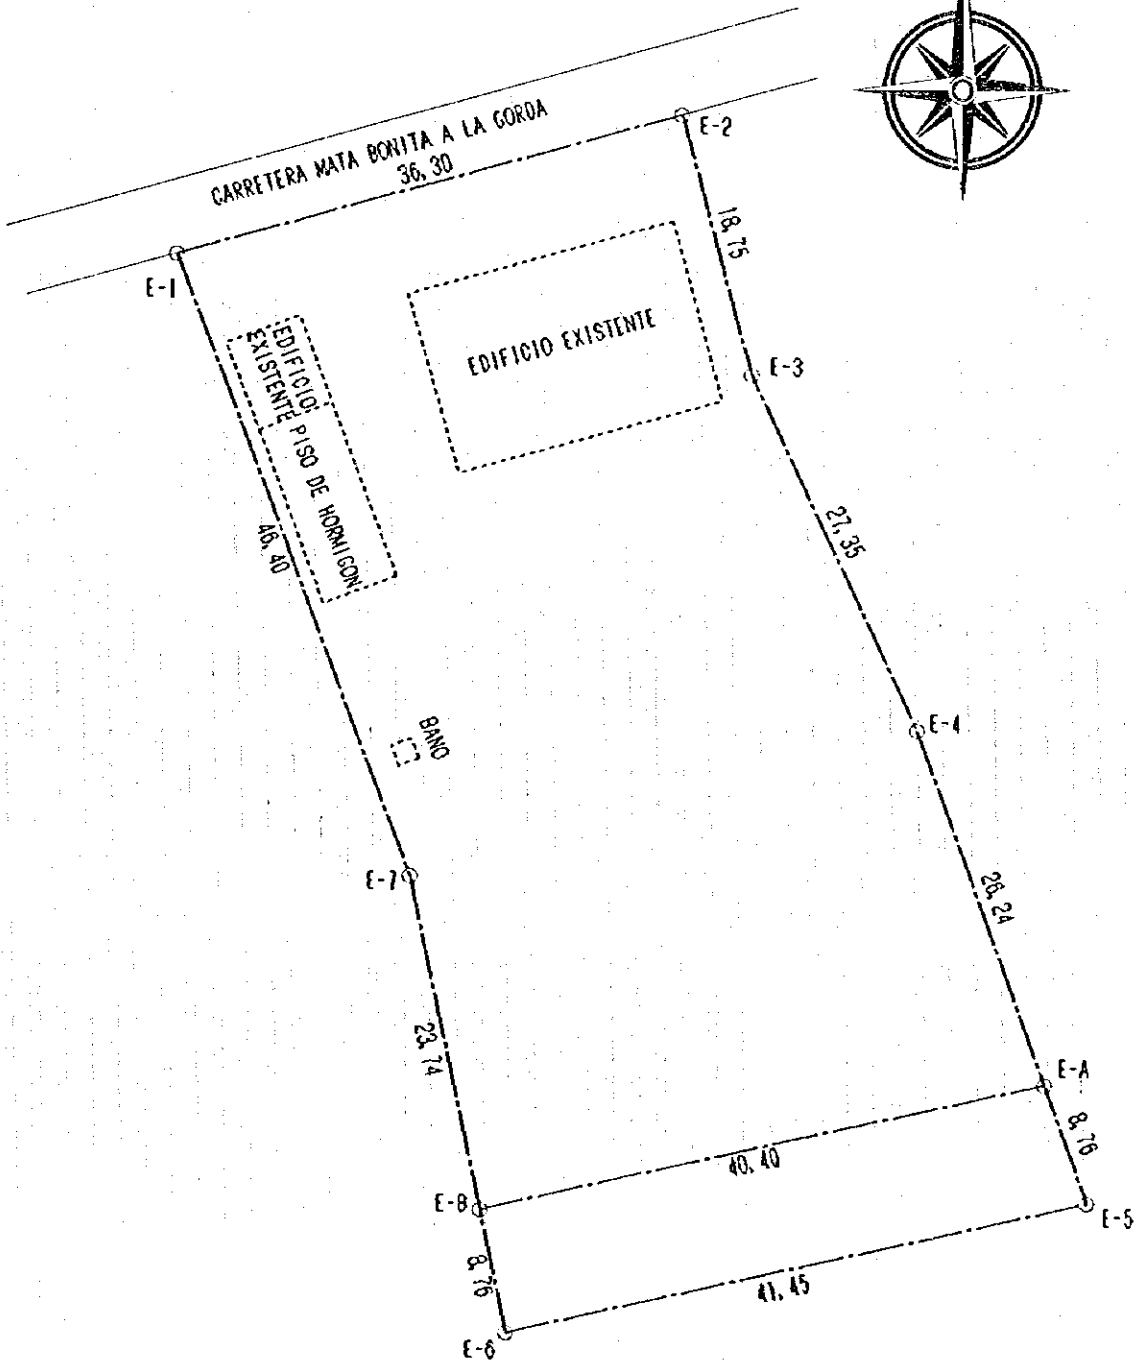 CARRETERA MATA BONITA A LA GORDA
36,30
E-2
E-1
18,75
EDIFICIO EXISTENTE
E-3
EDIFICIO
EXISTENTE
PISO DE HORMIGON
46,40
27,35
BANO
E-4
E-7
26,24
23,74
E-A
8,76
40,40
E-B
E-5
8,76
41,45
E-6